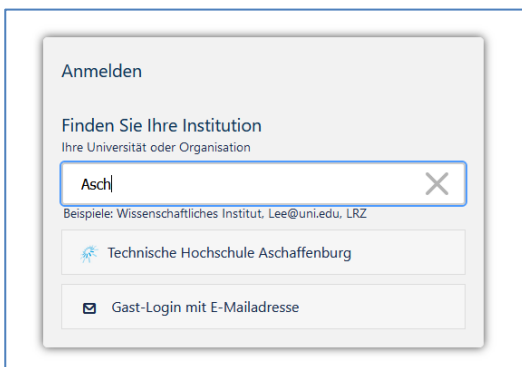 Anmelden
Finden Sie Ihre Institution
Ihre Universität oder Organisation
Asch
Beispiele: Wissenschaftliches Institut, Lee@uni.edu, LRZ
Technische Hochschule Aschaffenburg
Gast-Login mit E-Mailadresse